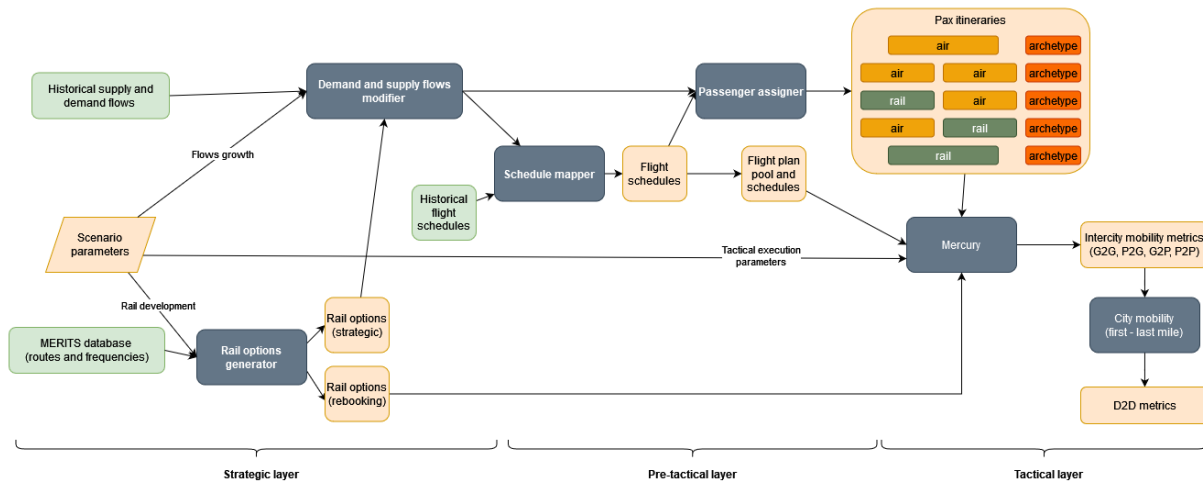 Pax itineraries
air
archetype
air
air
archetype
rail
air
archetype
air
rail
archetype
rail
archetype
Historical supply and
demand flows
Demand and supply flows
modifier
Passenger assigner
Flows growth
Schedule mapper
Flight
schedules
Flight plan
pool and
schedules
Historical
flight
schedules
Scenario
parameters
Tactical execution
parameters
Mercury
Intercity mobility metrics
(G2G, P2G, G2P, P2P)
Rail development
Rail options
(strategic)
City mobility
(first - last mile)
MERITS database
(routes and frequencies)
Rail options
generator
Rail options
(rebooking)
D2D metrics
Strategic layer
Pre-tactical layer
Tactical layer